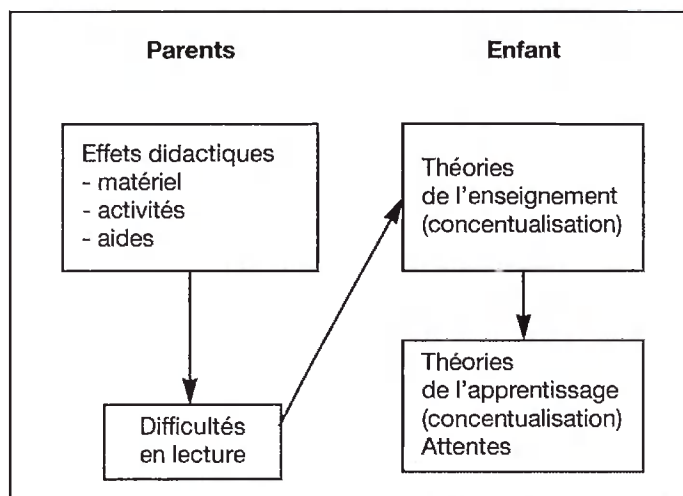 Parents
Enfant
Effets didactiques
- matériel
- activités
- aides
Théories
de l'enseignement
(concentualisation)
Difficultés
en lecture
Théories
de l'apprentissage
(concentualisation)
Attentes